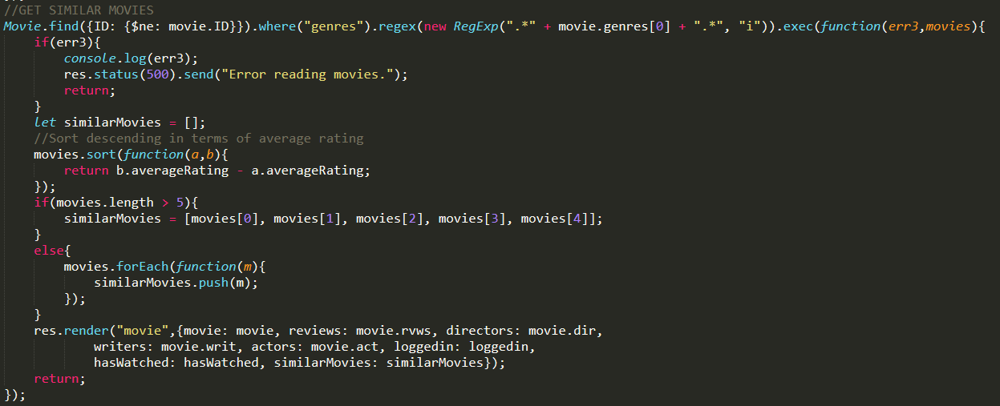 //GET SIMILAR MOVIES
Movie.find({ID: {$ne: movie.ID}}).where("genres").regex(new RegExp(".*" + movie.genres[0] + ".*", "i")).exec(function(err3,movies){
    if(err3){
        console.log(err3);
        res.status(500).send("Error reading movies.");
        return;
    }
    let similarMovies = [];
    //Sort descending in terms of average rating
    movies.sort(function(a,b){
        return b.averageRating - a.averageRating;
    });
    if(movies.length > 5){
        similarMovies = [movies[0], movies[1], movies[2], movies[3], movies[4]];
    }
    else{
        movies.forEach(function(m){
            similarMovies.push(m);
        });
    }
    res.render("movie",{movie: movie, reviews: movie.rvws, directors: movie.dir,
            writers: movie.writ, actors: movie.act, loggedin: loggedin,
            hasWatched: hasWatched, similarMovies: similarMovies});
    return;
});